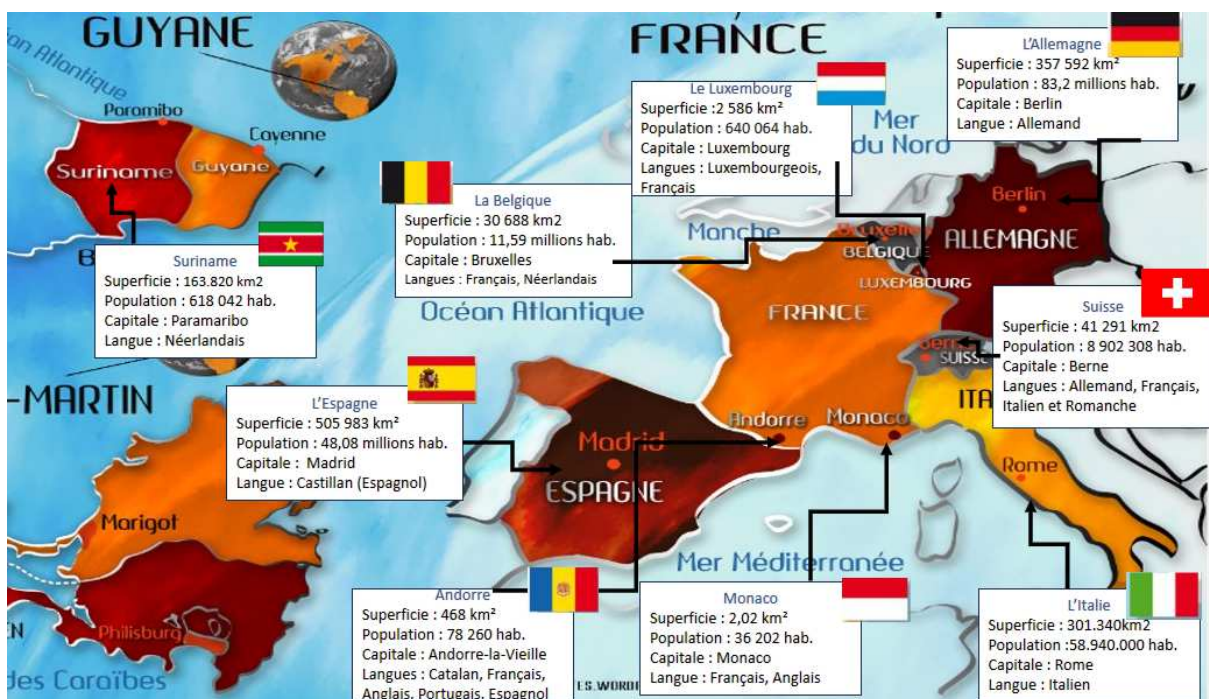 GUYANE
Océan Atlantique
Paramibo
Cayenne
Suriname
Guyane
Suriname
Superficie : 163.820 km2
Population : 618 042 hab.
Capitale : Paramaribo
Langue : Néerlandais
-MARTIN
Marigot
Philisburg
des Caraïbes
FRANCE
L'Allemagne
Superficie : 357 592 km²
Population : 83,2 millions hab.
Capitale : Berlin
Langue : Allemand
Le Luxembourg
Superficie :2 586 km²
Population : 640 064 hab.
Capitale : Luxembourg
Langues : Luxembourgeois,
Français
Mer
du Nord
La Belgique
Superficie : 30 688 km2
Population : 11,59 millions hab.
Capitale : Bruxelles
Langues : Français, Néerlandais
Manche
Bruxelles
BELGIQUE
Berlin
ALLEMAGNE
LUXEMBOURG
Océan Atlantique
FRANCE
Suisse
Superficie : 41 291 km2
Population : 8 902 308 hab.
Capitale : Berne
Langues : Allemand, Français,
Italien et Romanche
SUISSE
L'Espagne
Superficie : 505 983 km²
Population : 48,08 millions hab.
Capitale : Madrid
Langue : Castillan (Espagnol)
Andorre
Monaco
ITA
Madrid
ESPAGNE
Rome
Mer Méditerranée
Andorre
Superficie : 468 km²
Population : 78 260 hab.
Capitale : Andorre-la-Vieille
Langues : Catalan, Français,
Anglais, Portugais, Espagnol
Monaco
Superficie : 2,02 km²
Population : 36 202 hab.
Capitale : Monaco
Langue : Français, Anglais
L'Italie
Superficie : 301.340km2
Population :58.940.000 hab.
Capitale : Rome
Langue : Italien